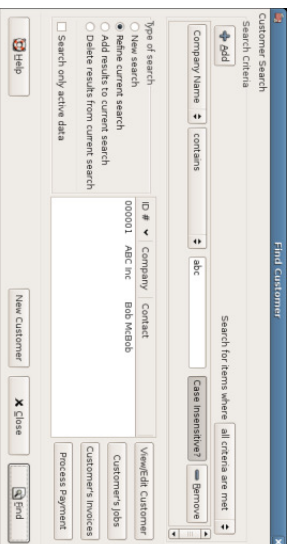 Find Customer
Customer Search
Search Criteria
Add
Search for items where all criteria are met
Company Name contains abc Case Insensitive? Remove
Type of search
New search
Refine current search
Add results to current search
Delete results from current search
Search only active data
ID # Company Contact
000001 ABC Inc Bob McBob
View/Edit Customer
Customer's Jobs
Customer's Invoices
Process Payment
Help
New Customer
Close
Find